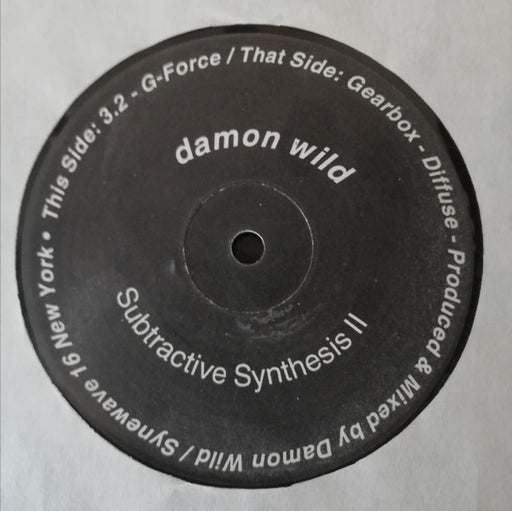 damon wild
Subtractive Synthesis II
This Side: 3.2 - G-Force / That Side: Gearbox - Diffuse - Produced & Mixed by Damon Wild / Synewave 16 New York •